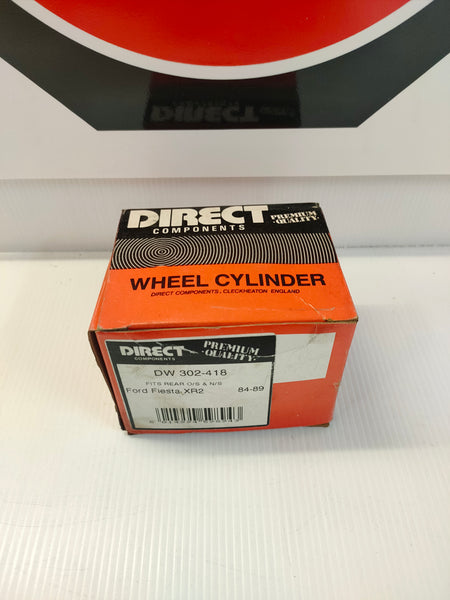 DIRECT
COMPONENTS
PREMIUM
·QUALITY·
WHEEL CYLINDER
DIRECT COMPONENTS, CLECKHEATON ENGLAND
DIRECT
COMPONENTS
PREMIUM
·QUALITY·
DW 302-418
FITS REAR O/S & N/S
Ford Fiesta XR2 84-89